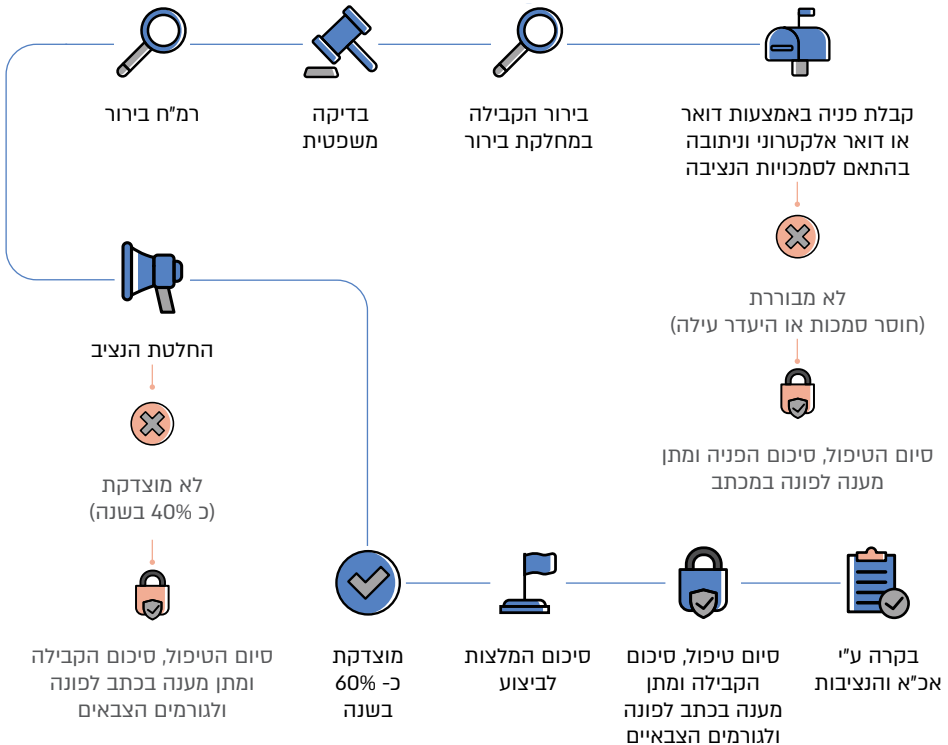 קבלת פניה באמצעות דואר
או דואר אלקטרוני וניתובה
בהתאם לסמכויות הנציבה
בירור הקבילה
במחלקת בירור
בדיקה
משפטית
רמ"ח בירור
לא מבוררת
(חוסר סמכות או היעדר עילה)
סיום הטיפול, סיכום הפניה ומתן
מענה לפונה במכתב
החלטת הנציב
לא מוצדקת
(כ 40% בשנה)
סיום הטיפול, סיכום הקבילה
ומתן מענה בכתב לפונה
ולגורמים הצבאים
מוצדקת
כ- 60%
בשנה
סיכום המלצות
לביצוע
סיום טיפול, סיכום
הקבילה ומתן
מענה בכתב לפונה
ולגורמים הצבאיים
בקרה ע"י
אכ"א והנציבות